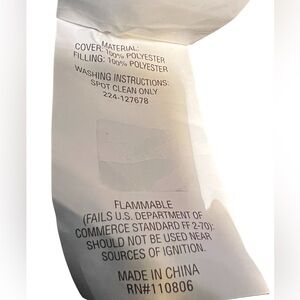 MATERIAL:
COVER: 100% POLYESTER
FILLING: 100% POLYESTER
WASHING INSTRUCTIONS:
SPOT CLEAN ONLY
224-127678
FLAMMABLE
(FAILS U.S. DEPARTMENT OF
COMMERCE STANDARD FF 2-70):
SHOULD NOT BE USED NEAR
SOURCES OF IGNITION.
MADE IN CHINA
RN#110806